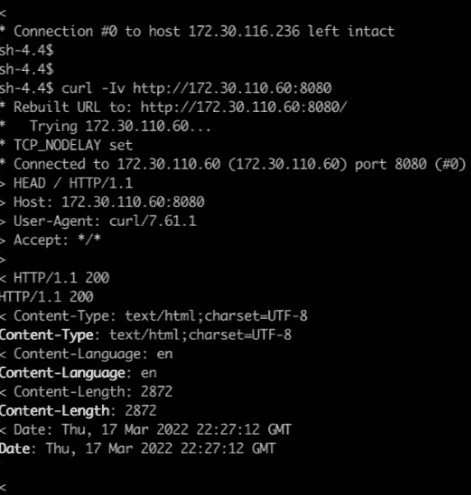 <
* Connection #0 to host 172.30.116.236 left intact
sh-4.4$
sh-4.4$
sh-4.4$ curl -Iv http://172.30.110.60:8080
* Rebuilt URL to: http://172.30.110.60:8080/
*   Trying 172.30.110.60...
* TCP_NODELAY set
* Connected to 172.30.110.60 (172.30.110.60) port 8080 (#0)
> HEAD / HTTP/1.1
> Host: 172.30.110.60:8080
> User-Agent: curl/7.61.1
> Accept: */*
>
< HTTP/1.1 200
HTTP/1.1 200
< Content-Type: text/html;charset=UTF-8
Content-Type: text/html;charset=UTF-8
< Content-Language: en
Content-Language: en
< Content-Length: 2872
Content-Length: 2872
< Date: Thu, 17 Mar 2022 22:27:12 GMT
Date: Thu, 17 Mar 2022 22:27:12 GMT

<